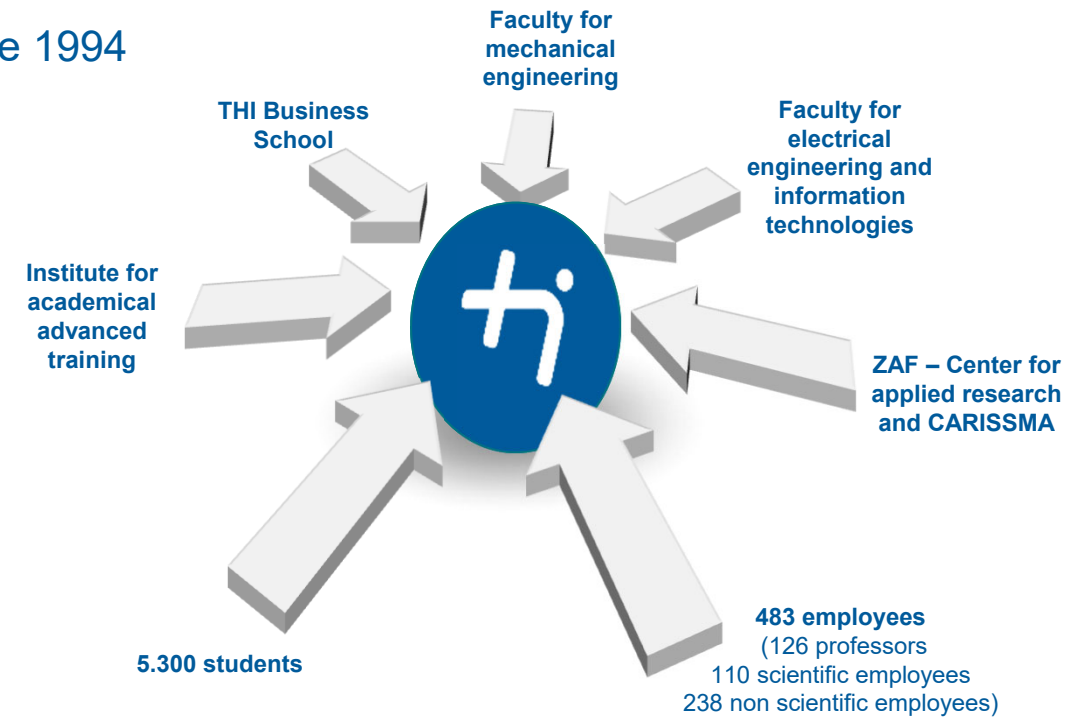 e 1994
Faculty for
mechanical
engineering
THI Business
School
Faculty for
electrical
engineering and
information
technologies
Institute for
academical
advanced
training
thi
ZAF – Center for
applied research
and CARISSMA
5.300 students
483 employees
(126 professors
110 scientific employees
238 non scientific employees)